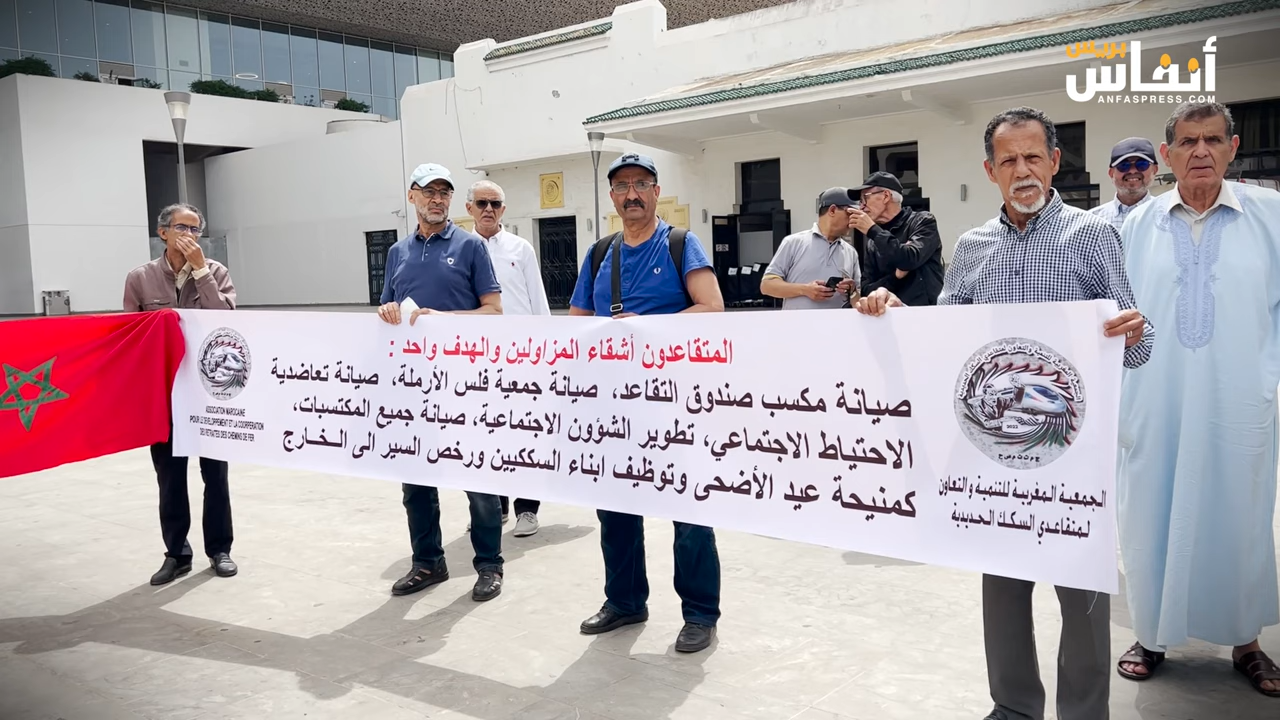 بريس
أنفاس
ANFASPRESS.COM
المتقاعدون أشقاء المزاولين والهدف واحد :
صيانة مكسب صندوق التقاعد، صيانة جمعية فلس الأرملة، صيانة تعاضدية
الاحتياط الاجتماعي، تطوير الشؤون الاجتماعية، صيانة جميع المكتسبات،
كمنيحة عيد الأضحى وتوظيف ابناء السككيين ورخص السير الى الخارج
الجمعية المغربية للتنمية والتعاون
لمتقاعدي السكك الحديدية
2022
ASSOCIATION MAROCAINE
POUR LE DEVELOPPEMENT ET LA COORPERATION
DES RETRAITES DES CHEMINS DE FER